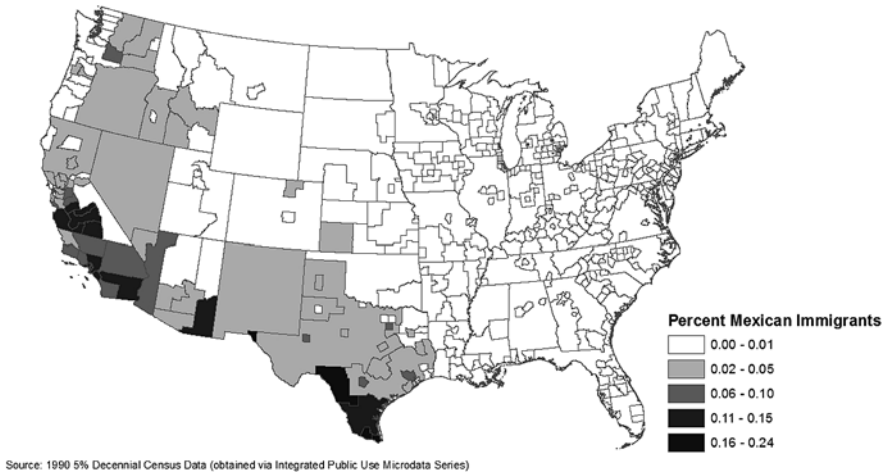 Percent Mexican Immigrants
0.00 - 0.01
0.02 - 0.05
0.06 - 0.10
0.11 - 0.15
0.16 - 0.24
Source: 1990 5% Decennial Census Data (obtained via Integrated Public Use Microdata Series)